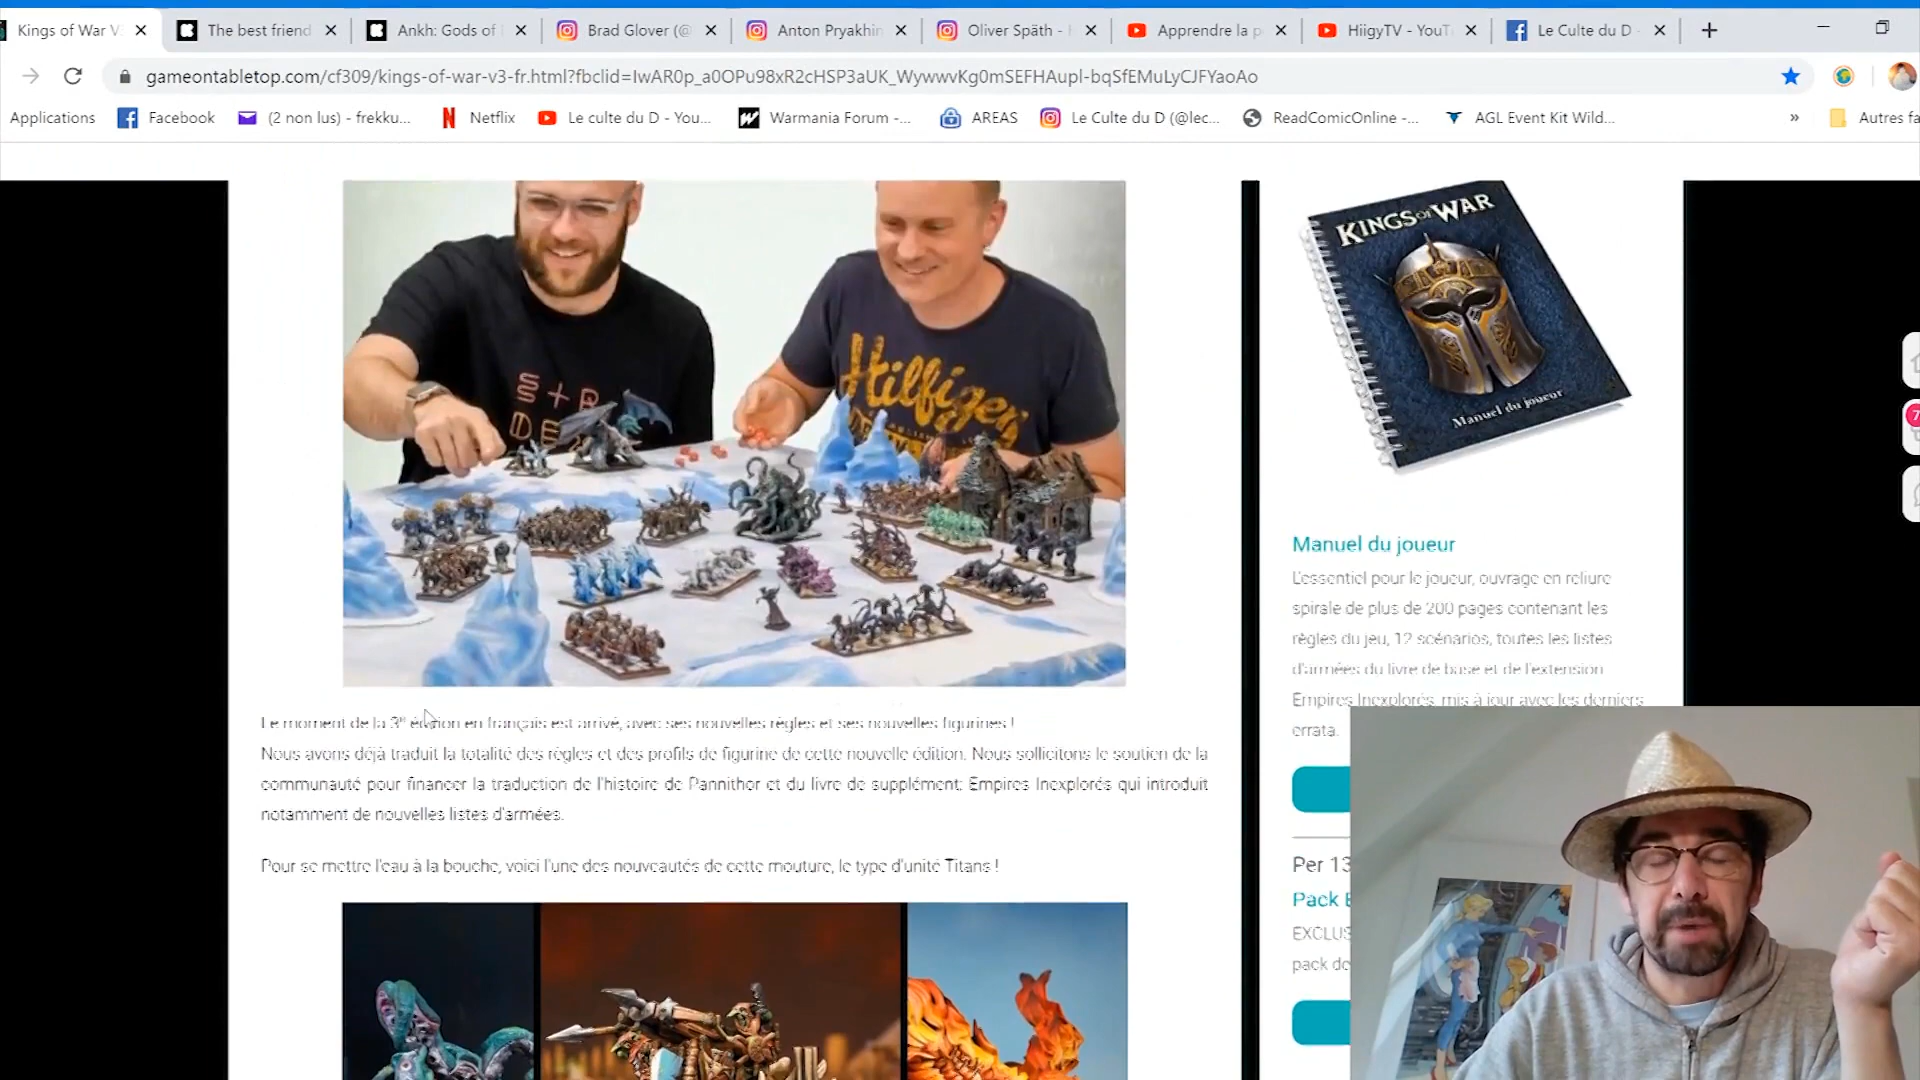 Kings of War V
The best friend
Ankh: Gods of
Brad Glover (@
Anton Pryakhin
Oliver Späth -
Apprendre la p
HiigyTV - YouT
Le Culte du D -
gameontabletop.com/cf309/kings-of-war-v3-fr.html?fbclid=IwAR0p_a0OPu98xR2cHSP3aUK_WywwvKg0mSEFHAupl-bqSfEMuLyCJFYaoAo
Applications
Facebook
(2 non lus) - frekku...
Netflix
Le culte du D - You...
Warmania Forum -...
AREAS
Le Culte du D (@lec...
ReadComicOnline -...
AGL Event Kit Wild...
»
Autres fa
Hilfiger
KINGS OF WAR
Manuel du joueur
7
Le moment de la 3e édition en français est arrivé, avec ses nouvelles règles et ses nouvelles figurines !
Nous avons déjà traduit la totalité des règles et des profils de figurine de cette nouvelle édition. Nous sollicitons le soutien de la
communauté pour financer la traduction de l'histoire de Pannithor et du livre de supplément: Empires Inexplorés qui introduit
notamment de nouvelles listes d'armées.
Pour se mettre l'eau à la bouche, voici l'une des nouveautés de cette mouture, le type d'unité Titans !
Manuel du joueur
L'essentiel pour le joueur, ouvrage en reliure
spirale de plus de 200 pages contenant les
règles du jeu, 12 scénarios, toutes les listes
d'armées du livre de base et de l'extension
Empires Inexplorés, mis à jour avec les derniers
errata.
Per 13
Pack
EXCLUS
pack de